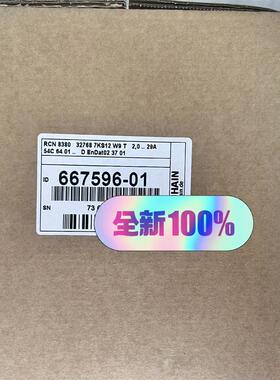 RCN 8380 32768 7KS12 W9 T 2,0 .. 29A
54C 64 01 .. D EnDat02 37 01
ID 667596-01
SN 73 
全新100%
HAIN